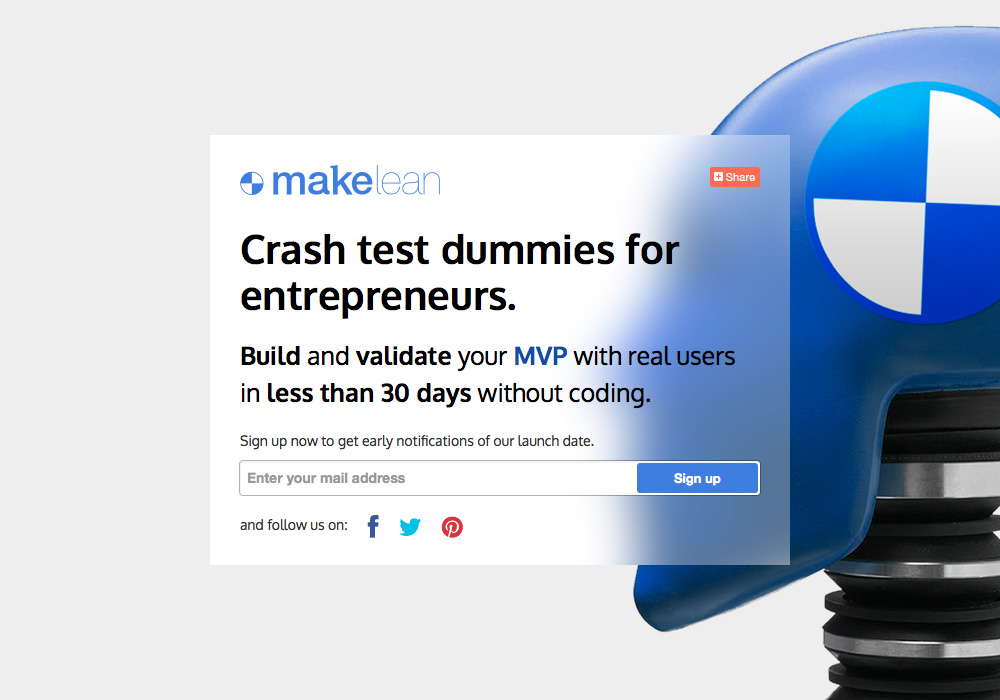 makelean
Share
Crash test dummies for
entrepreneurs.
Build and validate your MVP with real users
in less than 30 days without coding.
Sign up now to get early notifications of our launch date.
Enter your mail address
Sign up
and follow us on: